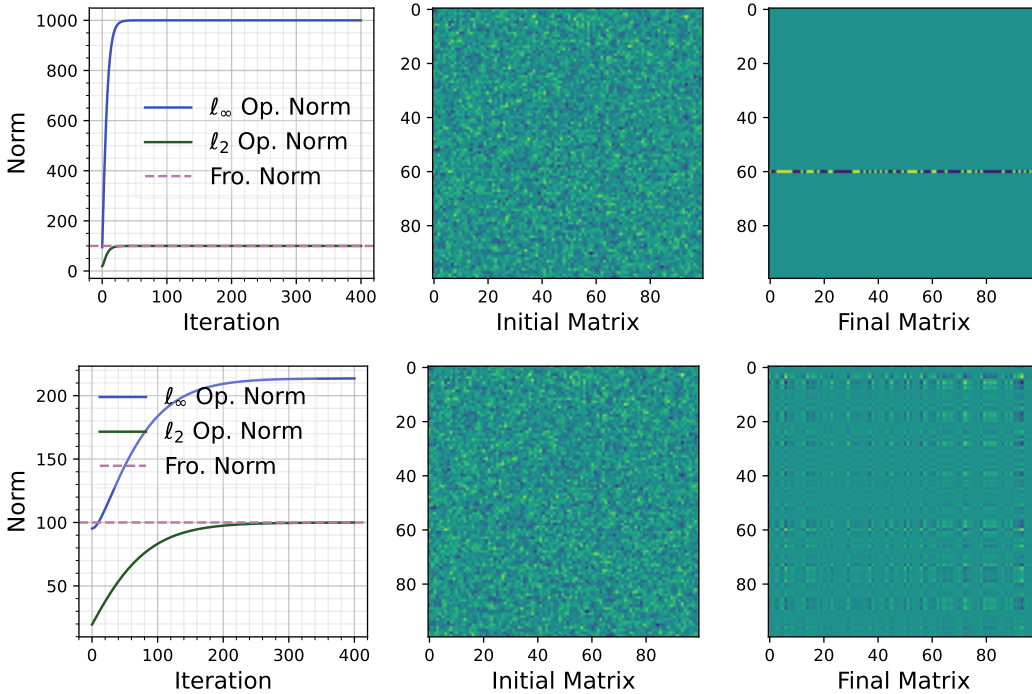 1000
800
600
400
200
0
Norm
ℓ∞ Op. Norm
ℓ2 Op. Norm
Fro. Norm
0 100 200 300 400
Iteration
0
20
40
60
80
0 20 40 60 80
Initial Matrix
0
20
40
60
80
0 20 40 60 80
Final Matrix
200
150
100
50
Norm
ℓ∞ Op. Norm
ℓ2 Op. Norm
Fro. Norm
0 100 200 300 400
Iteration
0
20
40
60
80
0 20 40 60 80
Initial Matrix
0
20
40
60
80
0 20 40 60 80
Final Matrix